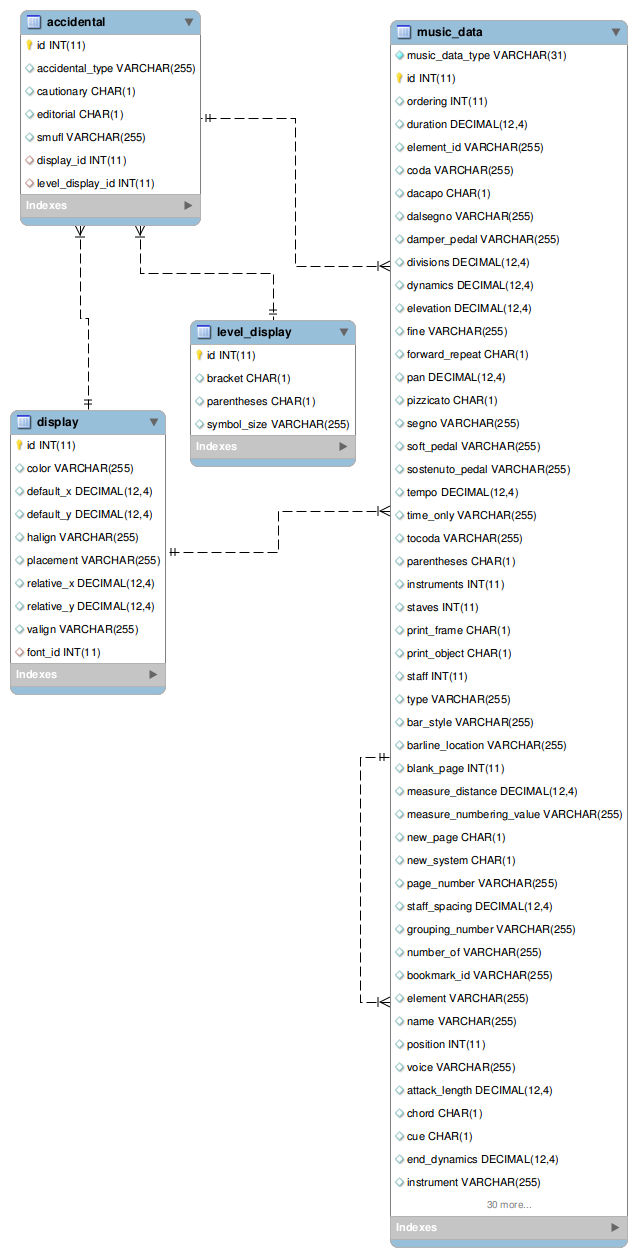 accidental
id INT(11)
accidental_type VARCHAR(255)
cautionary CHAR(1)
editorial CHAR(1)
smufl VARCHAR(255)
display_id INT(11)
level_display_id INT(11)
Indexes
level_display
id INT(11)
bracket CHAR(1)
parentheses CHAR(1)
symbol_size VARCHAR(255)
Indexes
display
id INT(11)
color VARCHAR(255)
default_x DECIMAL(12,4)
default_y DECIMAL(12,4)
halign VARCHAR(255)
placement VARCHAR(255)
relative_x DECIMAL(12,4)
relative_y DECIMAL(12,4)
valign VARCHAR(255)
font_id INT(11)
Indexes
music_data
music_data_type VARCHAR(31)
id INT(11)
ordering INT(11)
duration DECIMAL(12,4)
element_id VARCHAR(255)
coda VARCHAR(255)
dacapo CHAR(1)
dalsegno VARCHAR(255)
damper_pedal VARCHAR(255)
divisions DECIMAL(12,4)
dynamics DECIMAL(12,4)
elevation DECIMAL(12,4)
fine VARCHAR(255)
forward_repeat CHAR(1)
pan DECIMAL(12,4)
pizzicato CHAR(1)
segno VARCHAR(255)
soft_pedal VARCHAR(255)
sostenuto_pedal VARCHAR(255)
tempo DECIMAL(12,4)
time_only VARCHAR(255)
tocoda VARCHAR(255)
parentheses CHAR(1)
instruments INT(11)
staves INT(11)
print_frame CHAR(1)
print_object CHAR(1)
staff INT(11)
type VARCHAR(255)
bar_style VARCHAR(255)
barline_location VARCHAR(255)
blank_page INT(11)
measure_distance DECIMAL(12,4)
measure_numbering_value VARCHAR(255)
new_page CHAR(1)
new_system CHAR(1)
page_number VARCHAR(255)
staff_spacing DECIMAL(12,4)
grouping_number VARCHAR(255)
number_of VARCHAR(255)
bookmark_id VARCHAR(255)
element VARCHAR(255)
name VARCHAR(255)
position INT(11)
voice VARCHAR(255)
attack_length DECIMAL(12,4)
chord CHAR(1)
cue CHAR(1)
end_dynamics DECIMAL(12,4)
instrument VARCHAR(255)
30 more...
Indexes